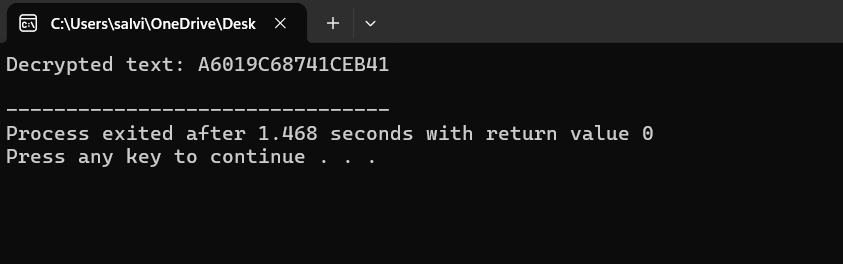 C:\Users\salvi\OneDrive\Desk
Decrypted text: A6019C68741CEB41
--------------------------------
Process exited after 1.468 seconds with return value 0
Press any key to continue . . .